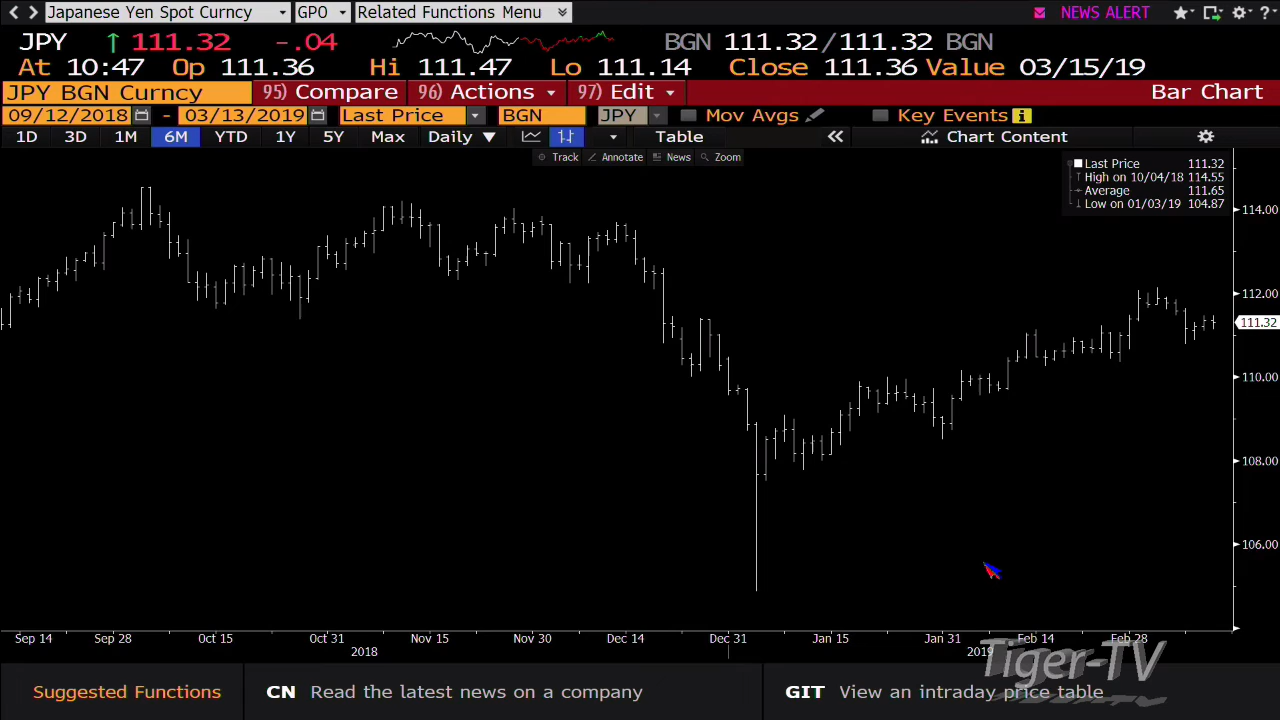 Japanese Yen Spot Curncy GPO Related Functions Menu NEWS ALERT ?
JPY ↑ 111.32 -.04 BGN 111.32/111.32 BGN
At 10:47 Op 111.36 Hi 111.47 Lo 111.14 Close 111.36 Value 03/15/19
JPY BGN Curncy 95) Compare 96) Actions 97) Edit Bar Chart
09/12/2018 - 03/13/2019 Last Price BGN JPY Mov Avgs Key Events i
1D 3D 1M 6M YTD 1Y 5Y Max Daily ▼ Table « Chart Content
Track Annotate News Zoom
Last Price 111.32
High on 10/04/18 114.55
Average 111.65
Low on 01/03/19 104.87
114.00
112.00
111.32
110.00
108.00
106.00
Sep 14 Sep 28 Oct 15 Oct 31 Nov 15 Nov 30 Dec 14 Dec 31 Jan 15 Jan 31 Feb 14 Feb 28
2018 2019
Tiger-TV
Suggested Functions CN Read the latest news on a company GIT View an intraday price table